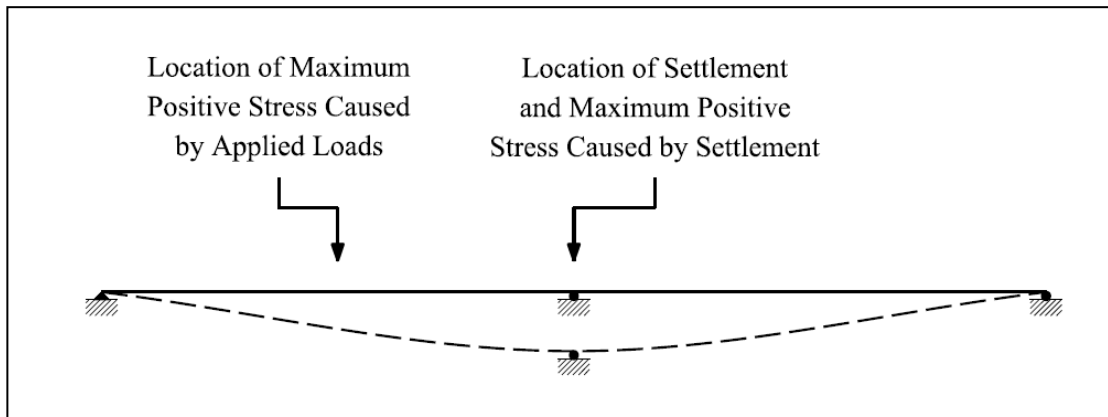 Location of Maximum
Positive Stress Caused
by Applied Loads
Location of Settlement
and Maximum Positive
Stress Caused by Settlement